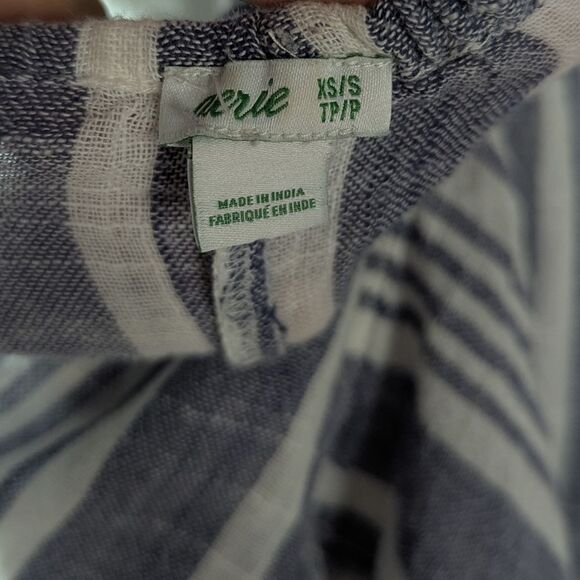 aerie
XS/S
TP/P
MADE IN INDIA
FABRIQUÉ EN INDE